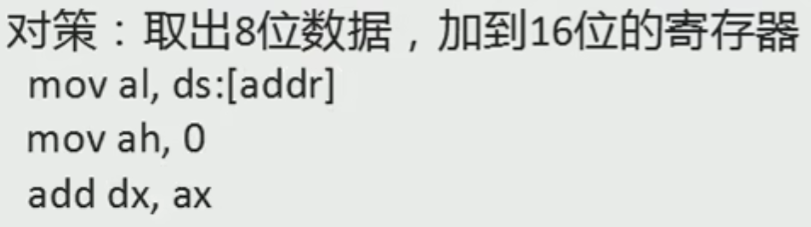 对策：取出8位数据，加到16位的寄存器
mov al, ds:[addr]
mov ah, 0
add dx, ax